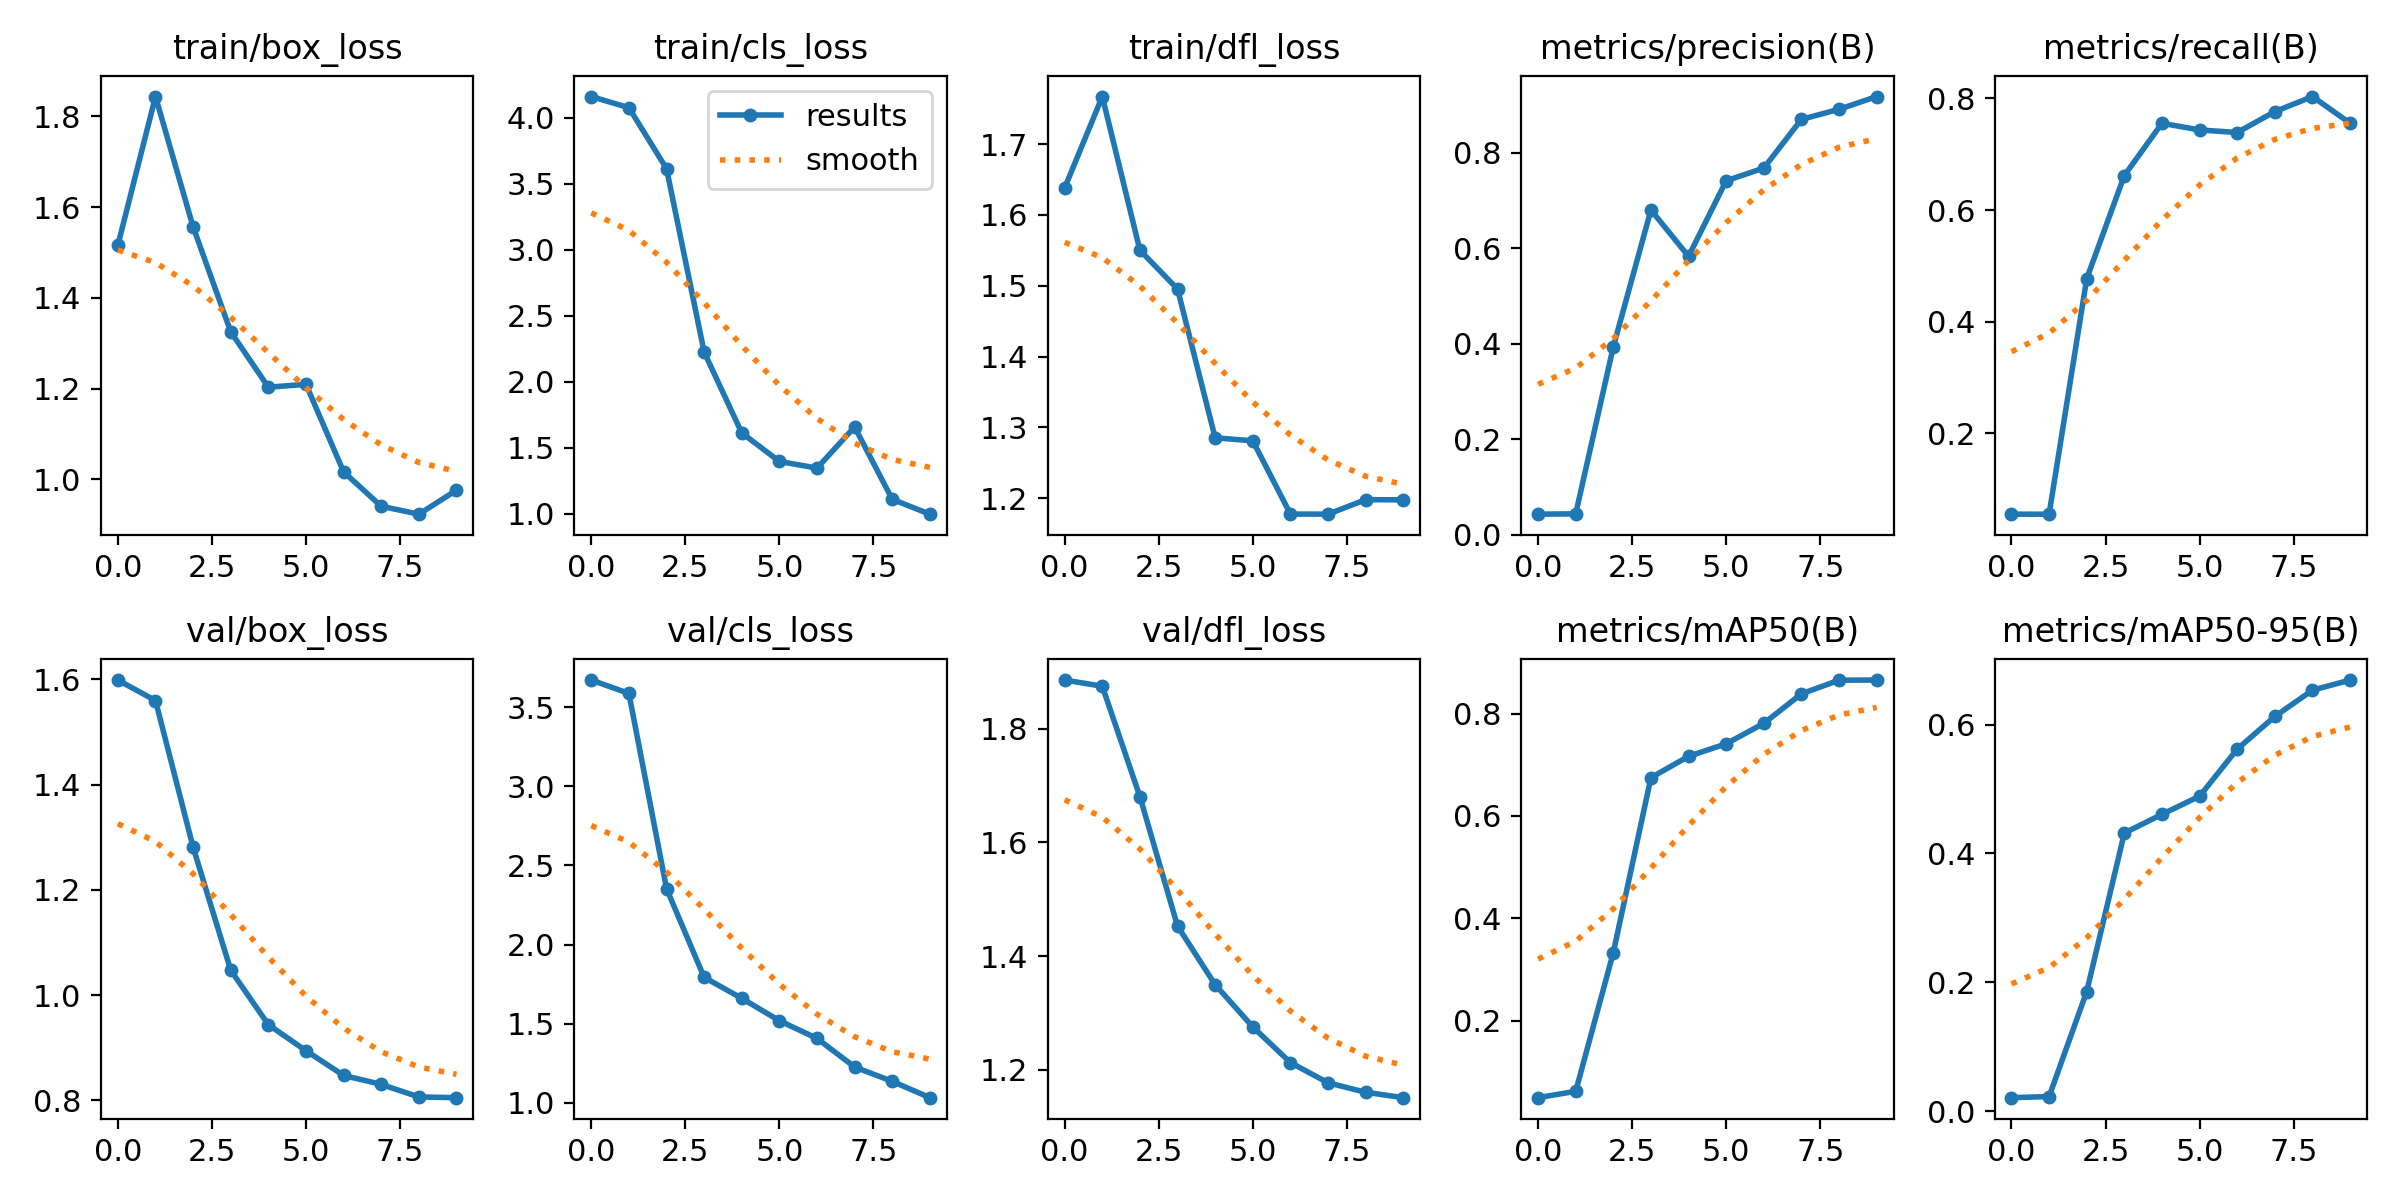 train/box_loss
1.8
1.6
1.4
1.2
1.0
0.0 2.5 5.0 7.5
train/cls_loss
results
smooth
4.0
3.5
3.0
2.5
2.0
1.5
1.0
0.0 2.5 5.0 7.5
train/dfl_loss
1.7
1.6
1.5
1.4
1.3
1.2
0.0 2.5 5.0 7.5
metrics/precision(B)
0.8
0.6
0.4
0.2
0.0
0.0 2.5 5.0 7.5
metrics/recall(B)
0.8
0.6
0.4
0.2
0.0 2.5 5.0 7.5
val/box_loss
1.6
1.4
1.2
1.0
0.8
0.0 2.5 5.0 7.5
val/cls_loss
3.5
3.0
2.5
2.0
1.5
1.0
0.0 2.5 5.0 7.5
val/dfl_loss
1.8
1.6
1.4
1.2
0.0 2.5 5.0 7.5
metrics/mAP50(B)
0.8
0.6
0.4
0.2
0.0 2.5 5.0 7.5
metrics/mAP50-95(B)
0.6
0.4
0.2
0.0
0.0 2.5 5.0 7.5